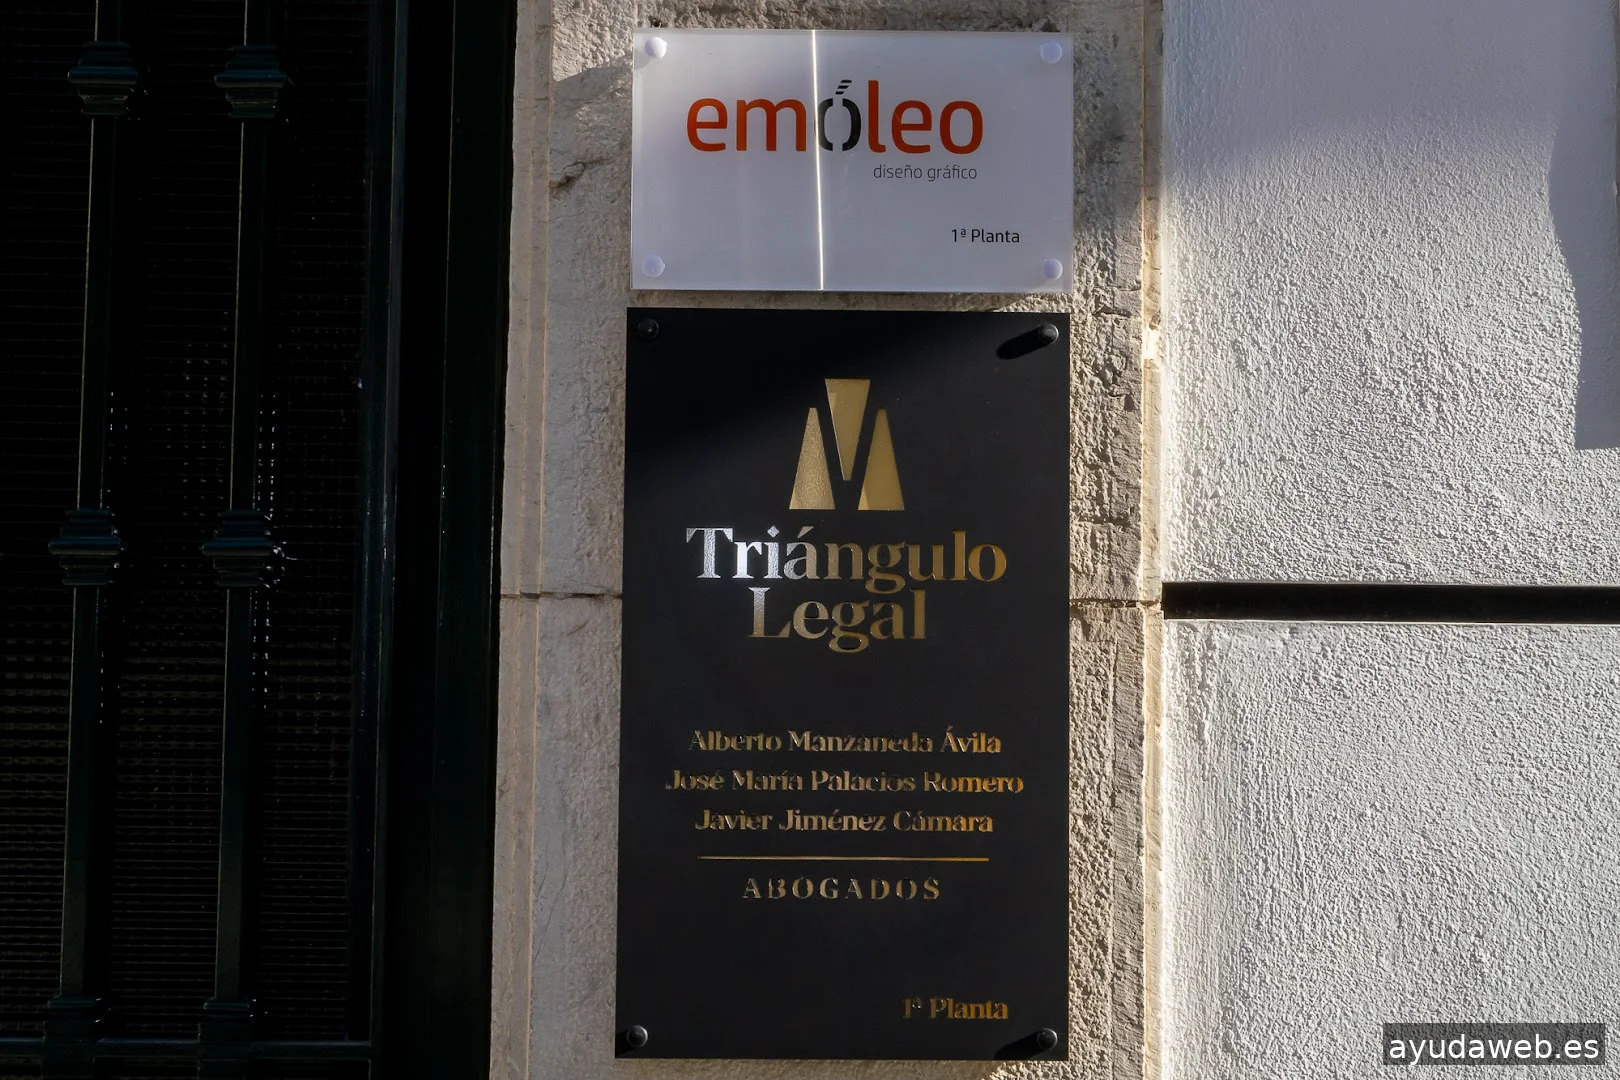 emóleo
diseño gráfico
1ª Planta
Triángulo
Legal
Alberto Manzaneda Ávila
José María Palacios Romero
Javier Jiménez Cámara
ABOGADOS
1ª Planta
ayudaweb.es